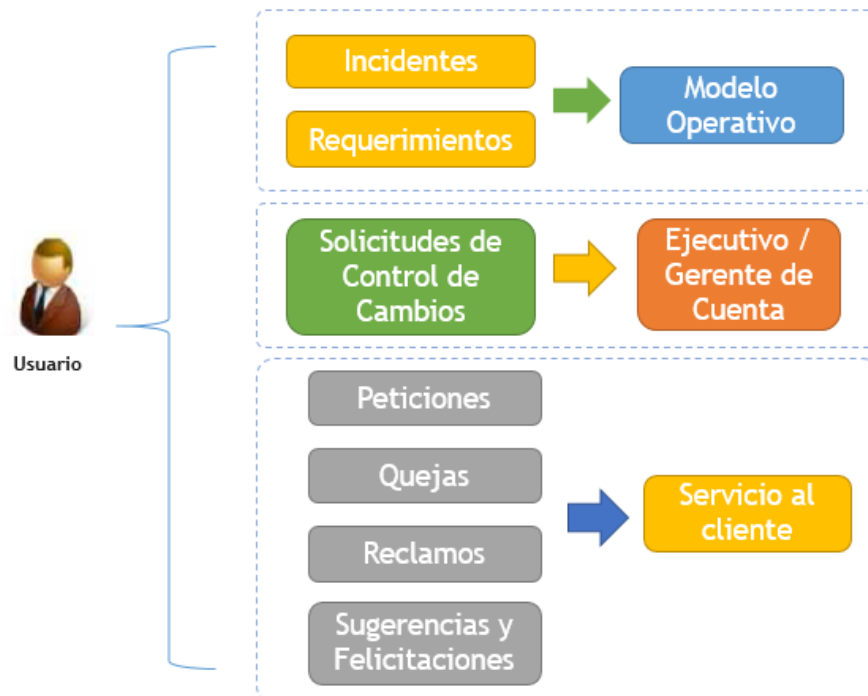 Incidentes
Requerimientos
Modelo
Operativo
Solicitudes de
Control de
Cambios
Ejecutivo /
Gerente de
Cuenta
Usuario
Peticiones
Quejas
Reclamos
Sugerencias y
Felicitaciones
Servicio al
cliente